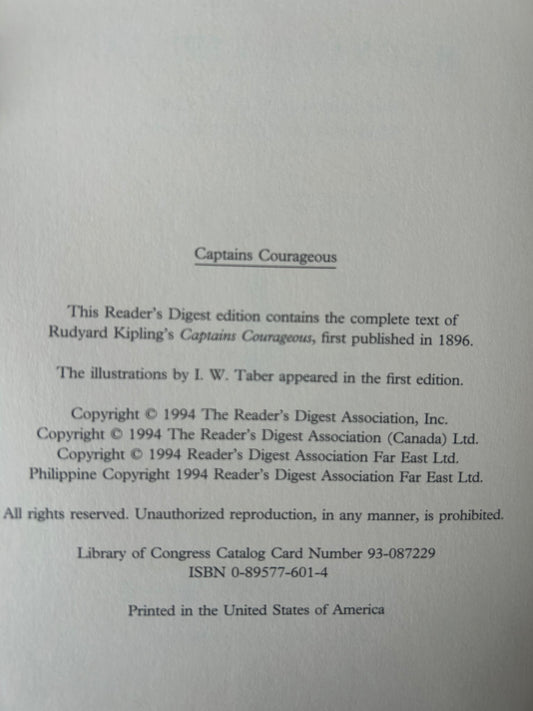 Captains Courageous
This Reader's Digest edition contains the complete text of
Rudyard Kipling's Captains Courageous, first published in 1896.
The illustrations by I. W. Taber appeared in the first edition.
Copyright © 1994 The Reader's Digest Association, Inc.
Copyright © 1994 The Reader's Digest Association (Canada) Ltd.
Copyright © 1994 Reader's Digest Association Far East Ltd.
Philippine Copyright 1994 Reader's Digest Association Far East Ltd.
All rights reserved. Unauthorized reproduction, in any manner, is prohibited.
Library of Congress Catalog Card Number 93-087229
ISBN 0-89577-601-4
Printed in the United States of America